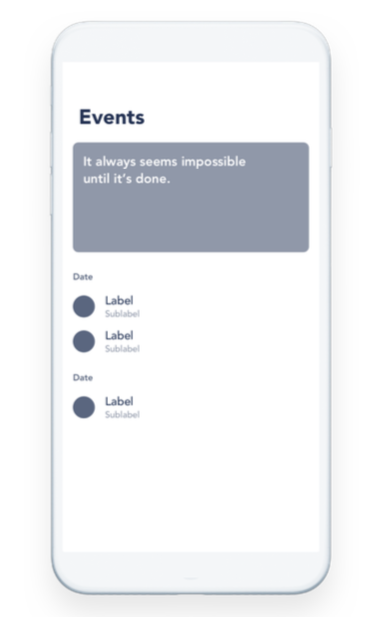 Events
It always seems impossible
until it's done.
Date
Label
Sublabel
Label
Sublabel
Date
Label
Sublabel